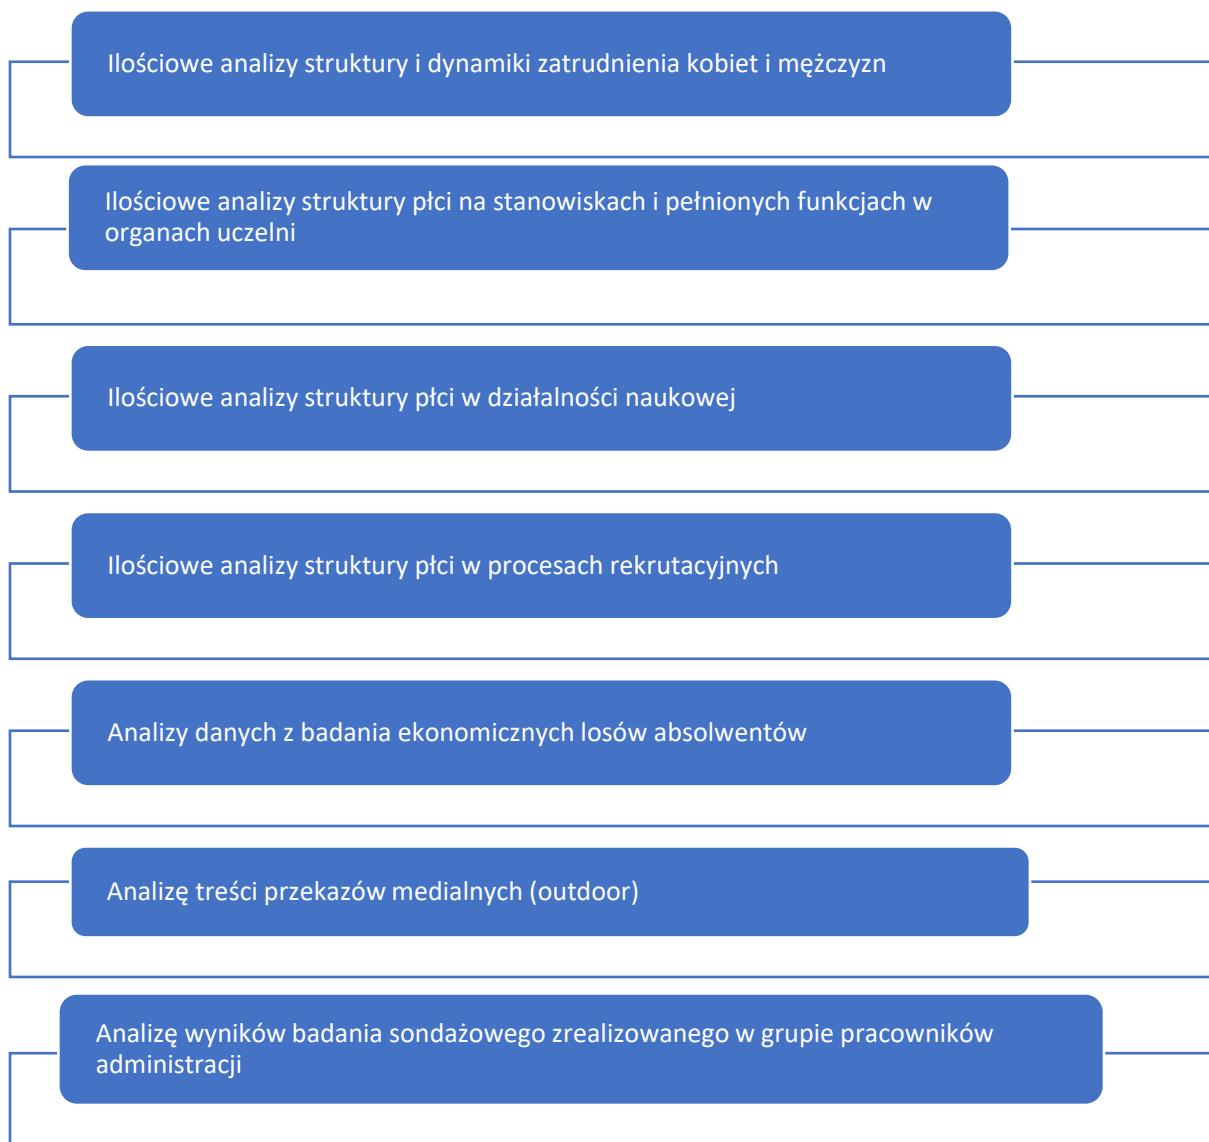 Ilościowe analizy struktury i dynamiki zatrudnienia kobiet i mężczyzn
Ilościowe analizy struktury płci na stanowiskach i pełnionych funkcjach w
organach uczelni
Ilościowe analizy struktury płci w działalności naukowej
Ilościowe analizy struktury płci w procesach rekrutacyjnych
Analizy danych z badania ekonomicznych losów absolwentów
Analizę treści przekazów medialnych (outdoor)
Analizę wyników badania sondażowego zrealizowanego w grupie pracowników
administracji